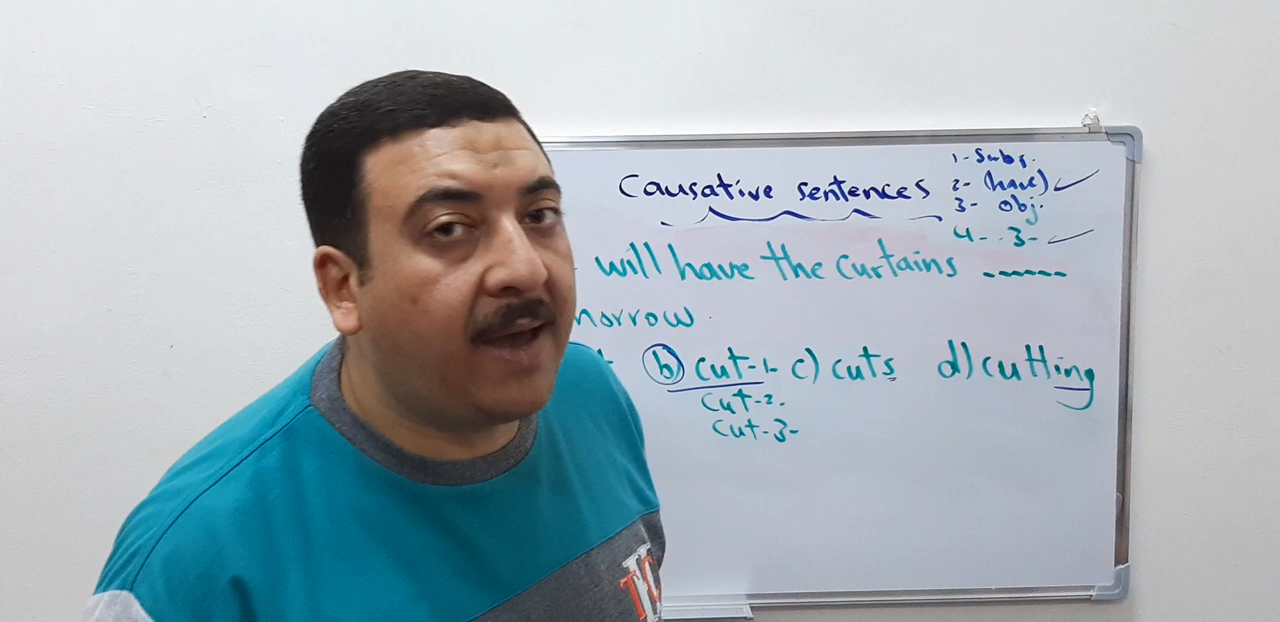 Causative sentences
1- Subj.
2- (have) ✓
3- obj.
4- 3- ✓
will have the curtains ------
morrow.
b) cut-1- c) cuts d) cutting
cut-2-
cut-3-